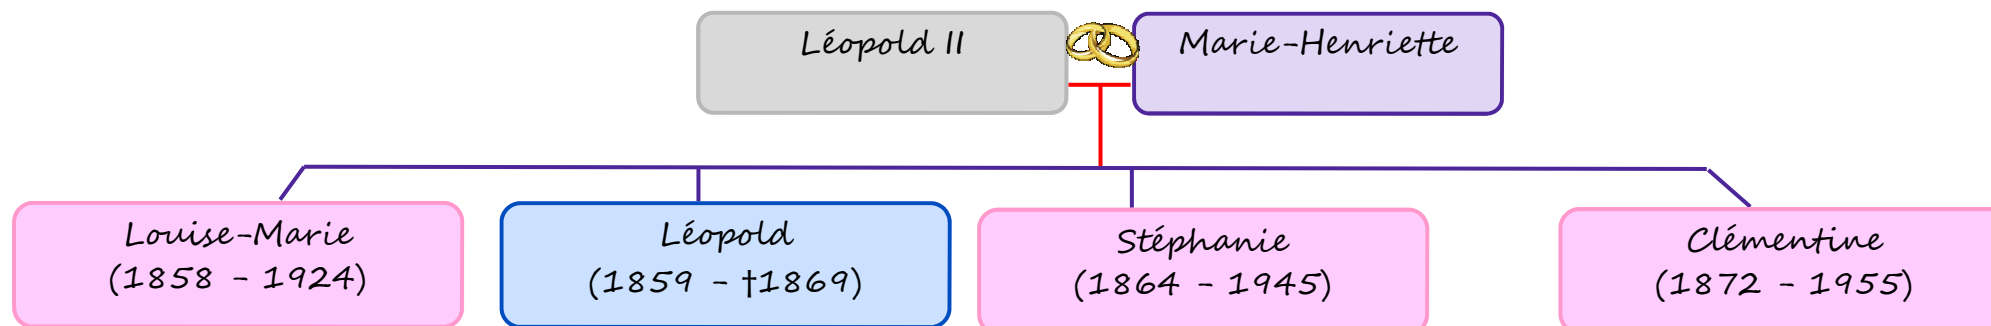 Léopold II
Marie-Henriette
Louise-Marie
(1858 - 1924)
Léopold
(1859 - †1869)
Stéphanie
(1864 - 1945)
Clémentine
(1872 - 1955)